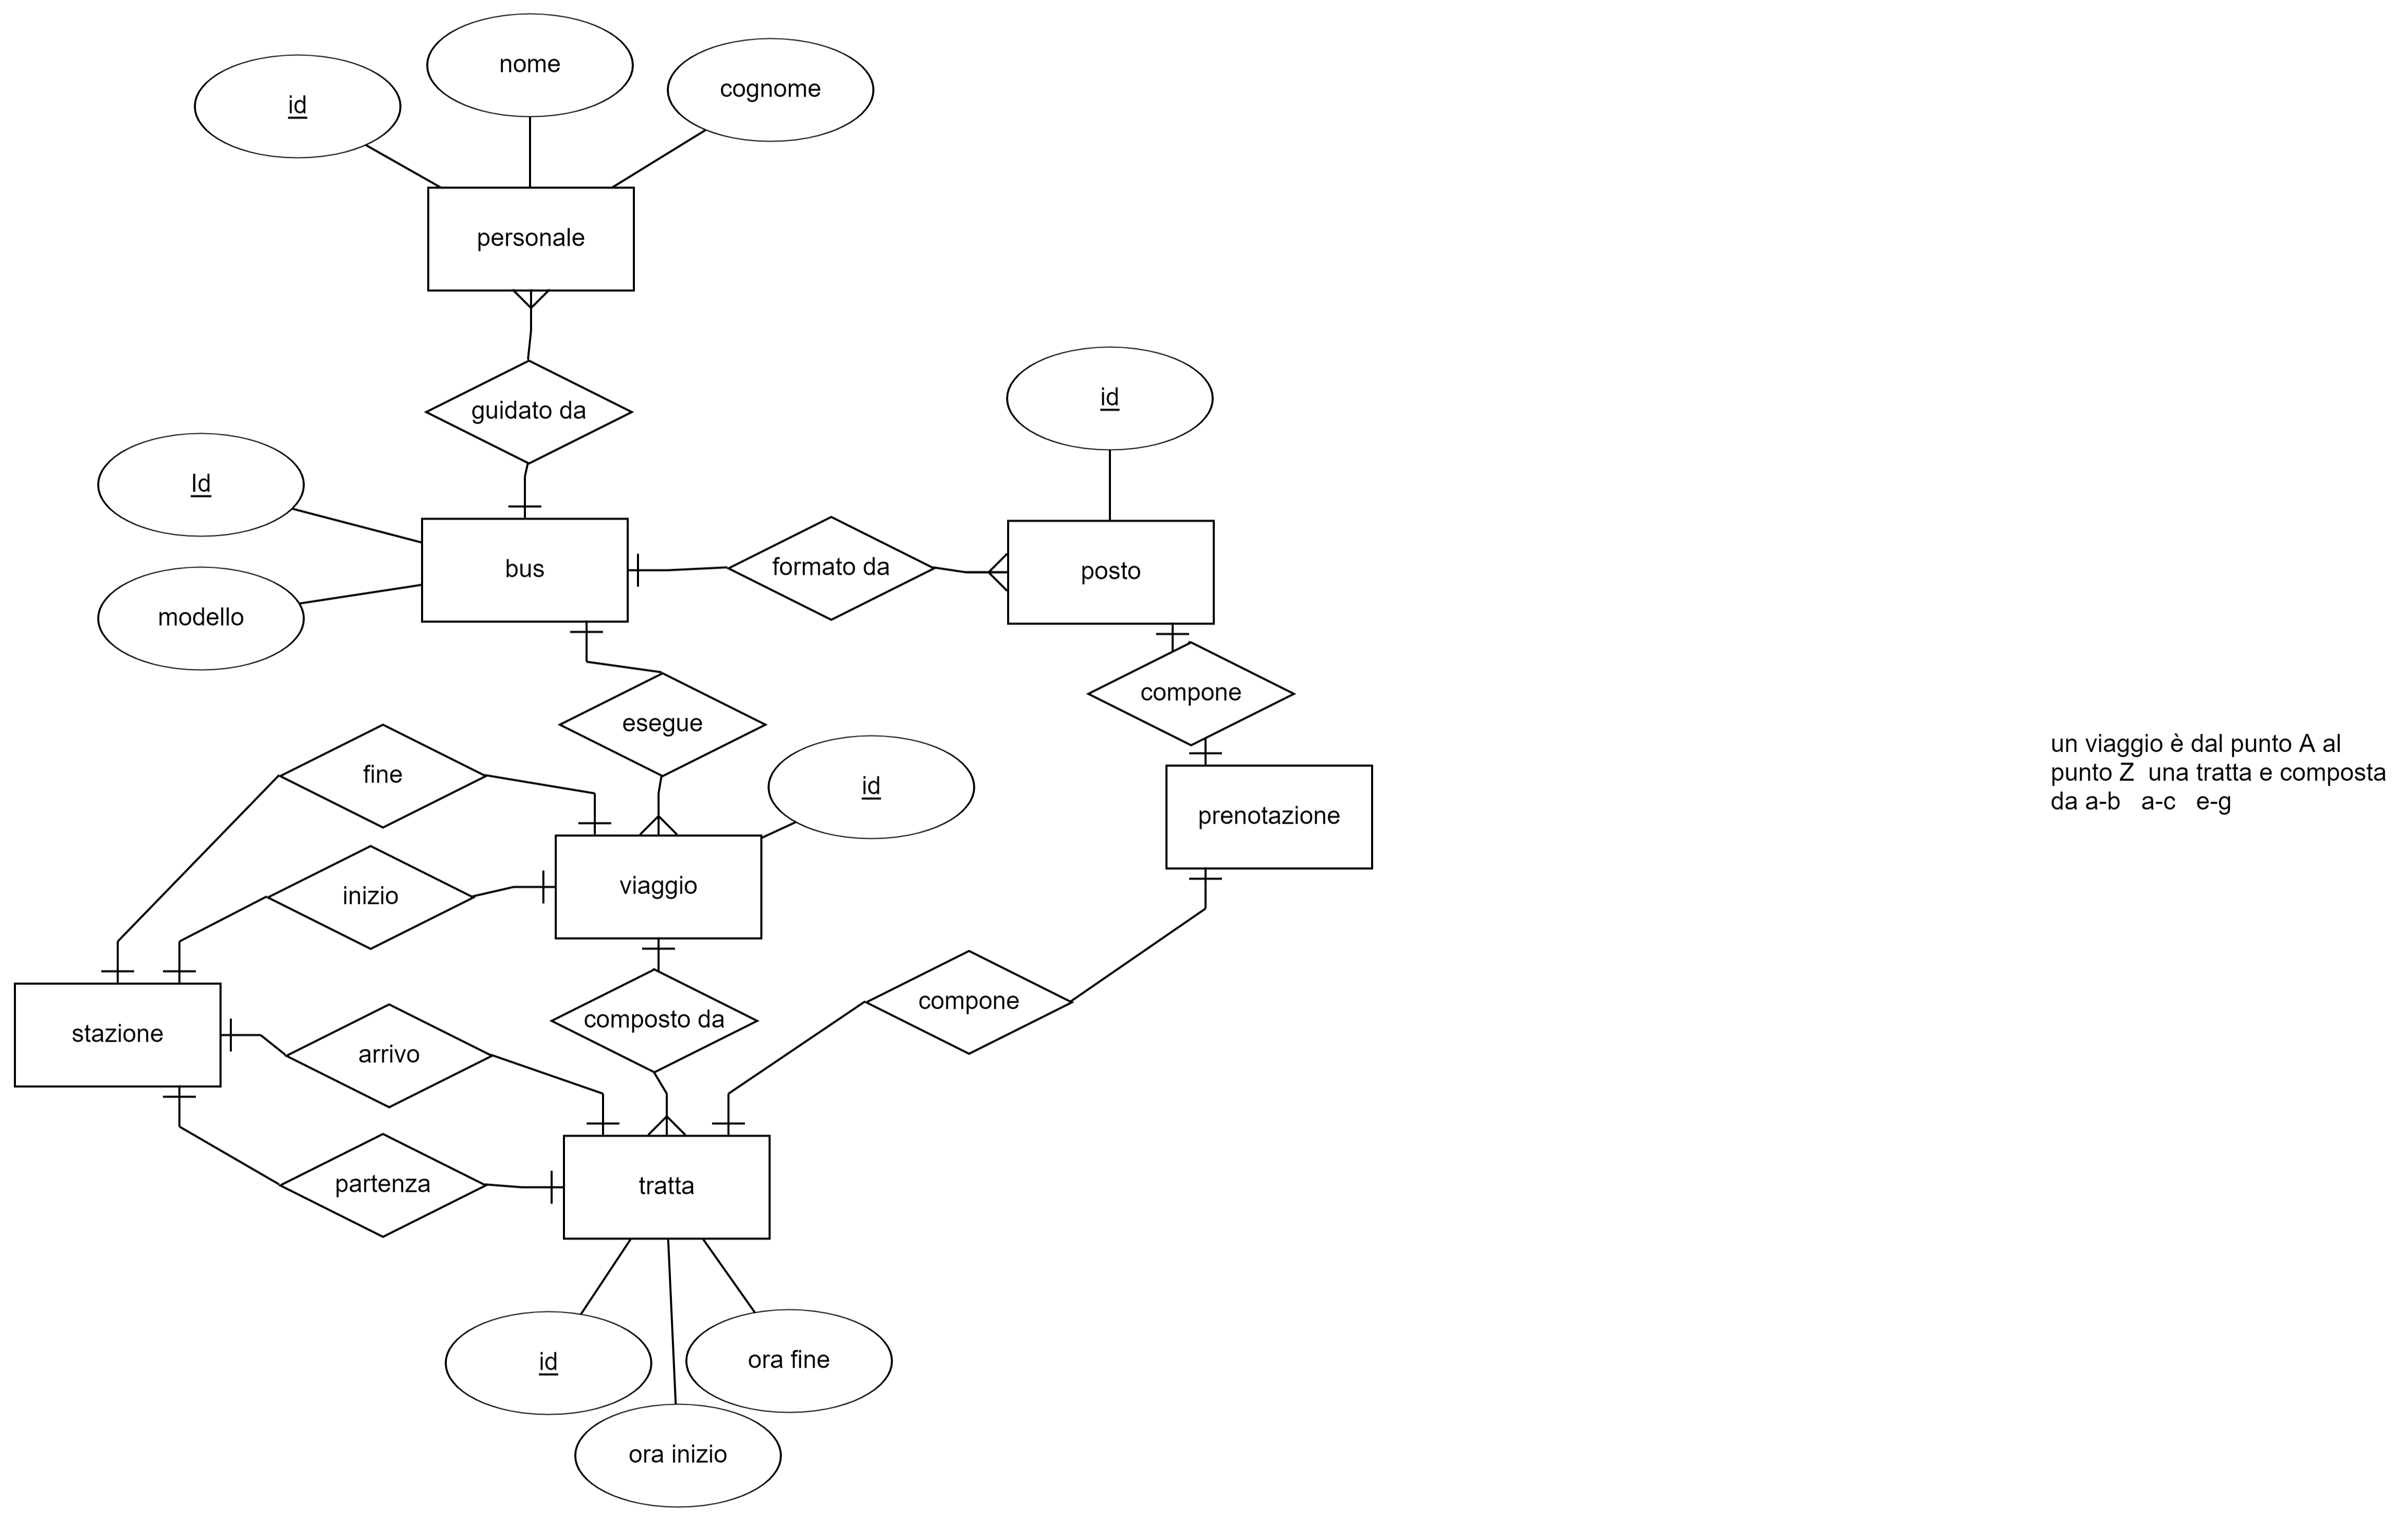 nome
cognome
id
personale
guidato da
id
Id
bus
formato da
posto
modello
compone
esegue
un viaggio è dal punto A al
punto Z  una tratta e composta
da a-b   a-c   e-g
fine
id
prenotazione
viaggio
inizio
compone
composto da
stazione
arrivo
partenza
tratta
id
ora fine
ora inizio